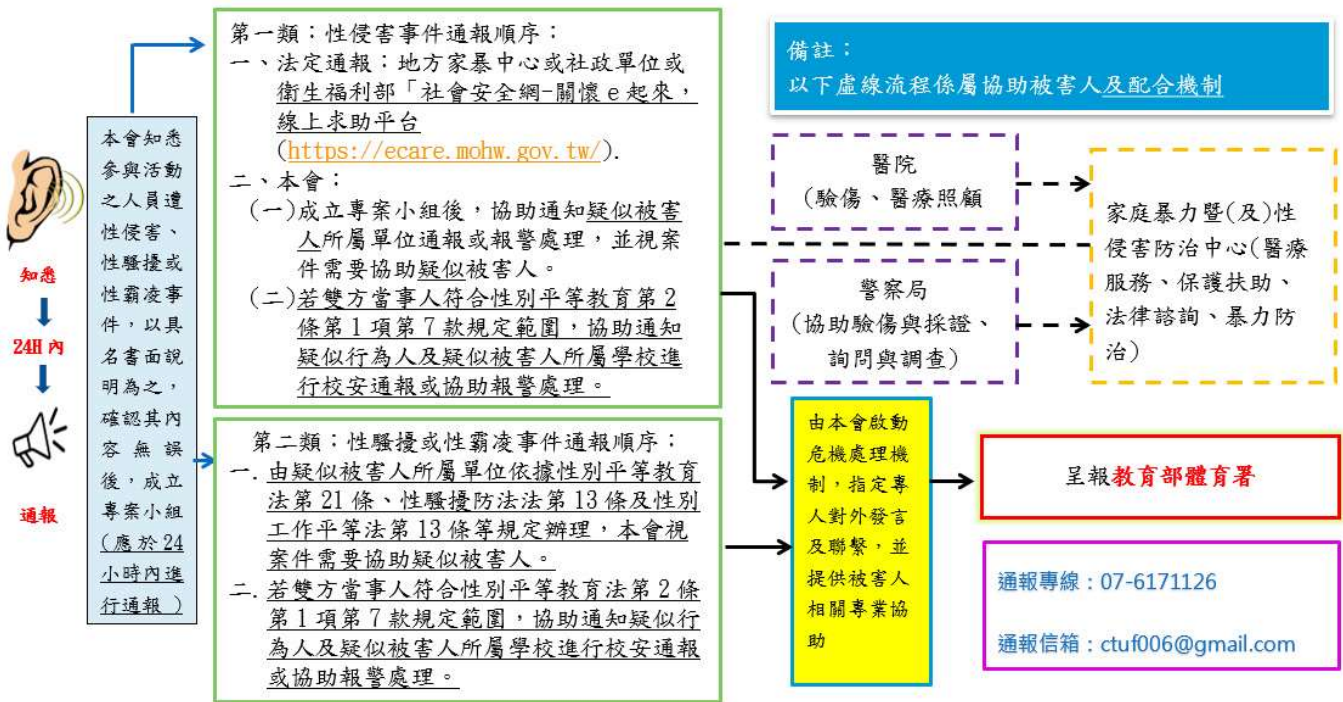 知悉
24H 內
通報
本會知悉
參與活動
之人員遭
性侵害、
性騷擾或
性霸凌事
件，以具
名書面說
明為之，
確認其內
容無誤
後，成立
專案小組
(應於 24
小時內進
行通報 )
第一類：性侵害事件通報順序：
一、法定通報：地方家暴中心或社政單位或
衛生福利部「社會安全網-關懷 e 起來，
線上求助平台
(https://ecare.mohw.gov.tw/).
二、本會：
(一)成立專案小組後，協助通知疑似被害
人所屬單位通報或報警處理，並視案
件需要協助疑似被害人。
(二)若雙方當事人符合性別平等教育第 2
條第 1 項第 7 款規定範圍，協助通知
疑似行為人及疑似被害人所屬學校進
行校安通報或協助報警處理。
第二類：性騷擾或性霸凌事件通報順序：
一. 由疑似被害人所屬單位依據性別平等教育
法第 21 條、性騷擾防法法第 13 條及性別
工作平等法第 13 條等規定辦理，本會視
案件需要協助疑似被害人。
二. 若雙方當事人符合性別平等教育法第 2 條
第 1 項第 7 款規定範圍，協助通知疑似行
為人及疑似被害人所屬學校進行校安通報
或協助報警處理。
備註：
以下虛線流程係屬協助被害人及配合機制
醫院
(驗傷、醫療照顧
警察局
(協助驗傷與採證、
詢問與調查)
家庭暴力暨(及)性
侵害防治中心(醫療
服務、保護扶助、
法律諮詢、暴力防
治)
由本會啟動
危機處理機
制，指定專
人對外發言
及聯繫，並
提供被害人
相關專業協
助
呈報教育部體育署
通報專線：07-6171126
通報信箱：ctuf006@gmail.com